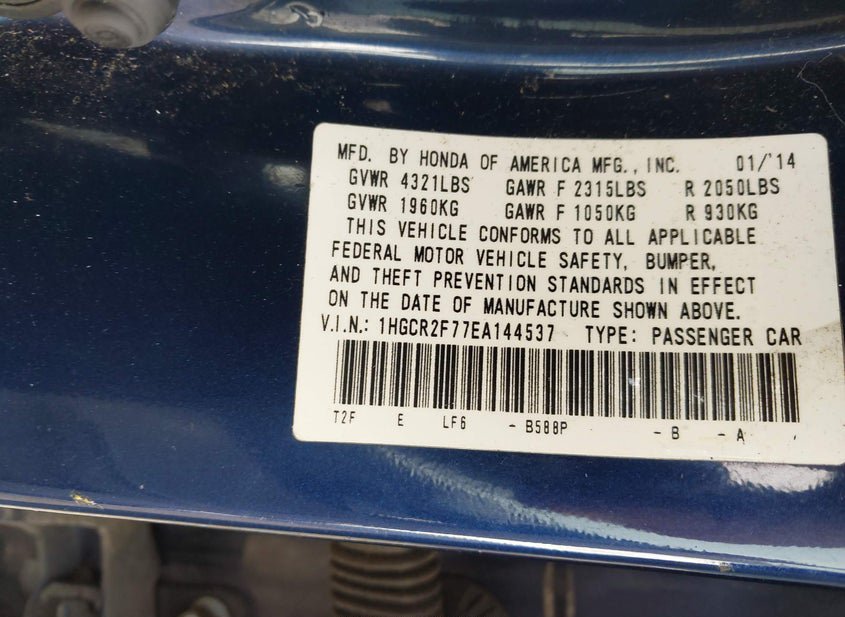 MFD. BY HONDA OF AMERICA MFG., INC. 01/'14
GVWR 4321LBS GAWR F 2315LBS R 2050LBS
GVWR 1960KG GAWR F 1050KG R 930KG
THIS VEHICLE CONFORMS TO ALL APPLICABLE
FEDERAL MOTOR VEHICLE SAFETY, BUMPER,
AND THEFT PREVENTION STANDARDS IN EFFECT
ON THE DATE OF MANUFACTURE SHOWN ABOVE.
V.I.N.: 1HGCR2F77EA144537 TYPE: PASSENGER CAR
T2F E LF6 - B588P - B - A